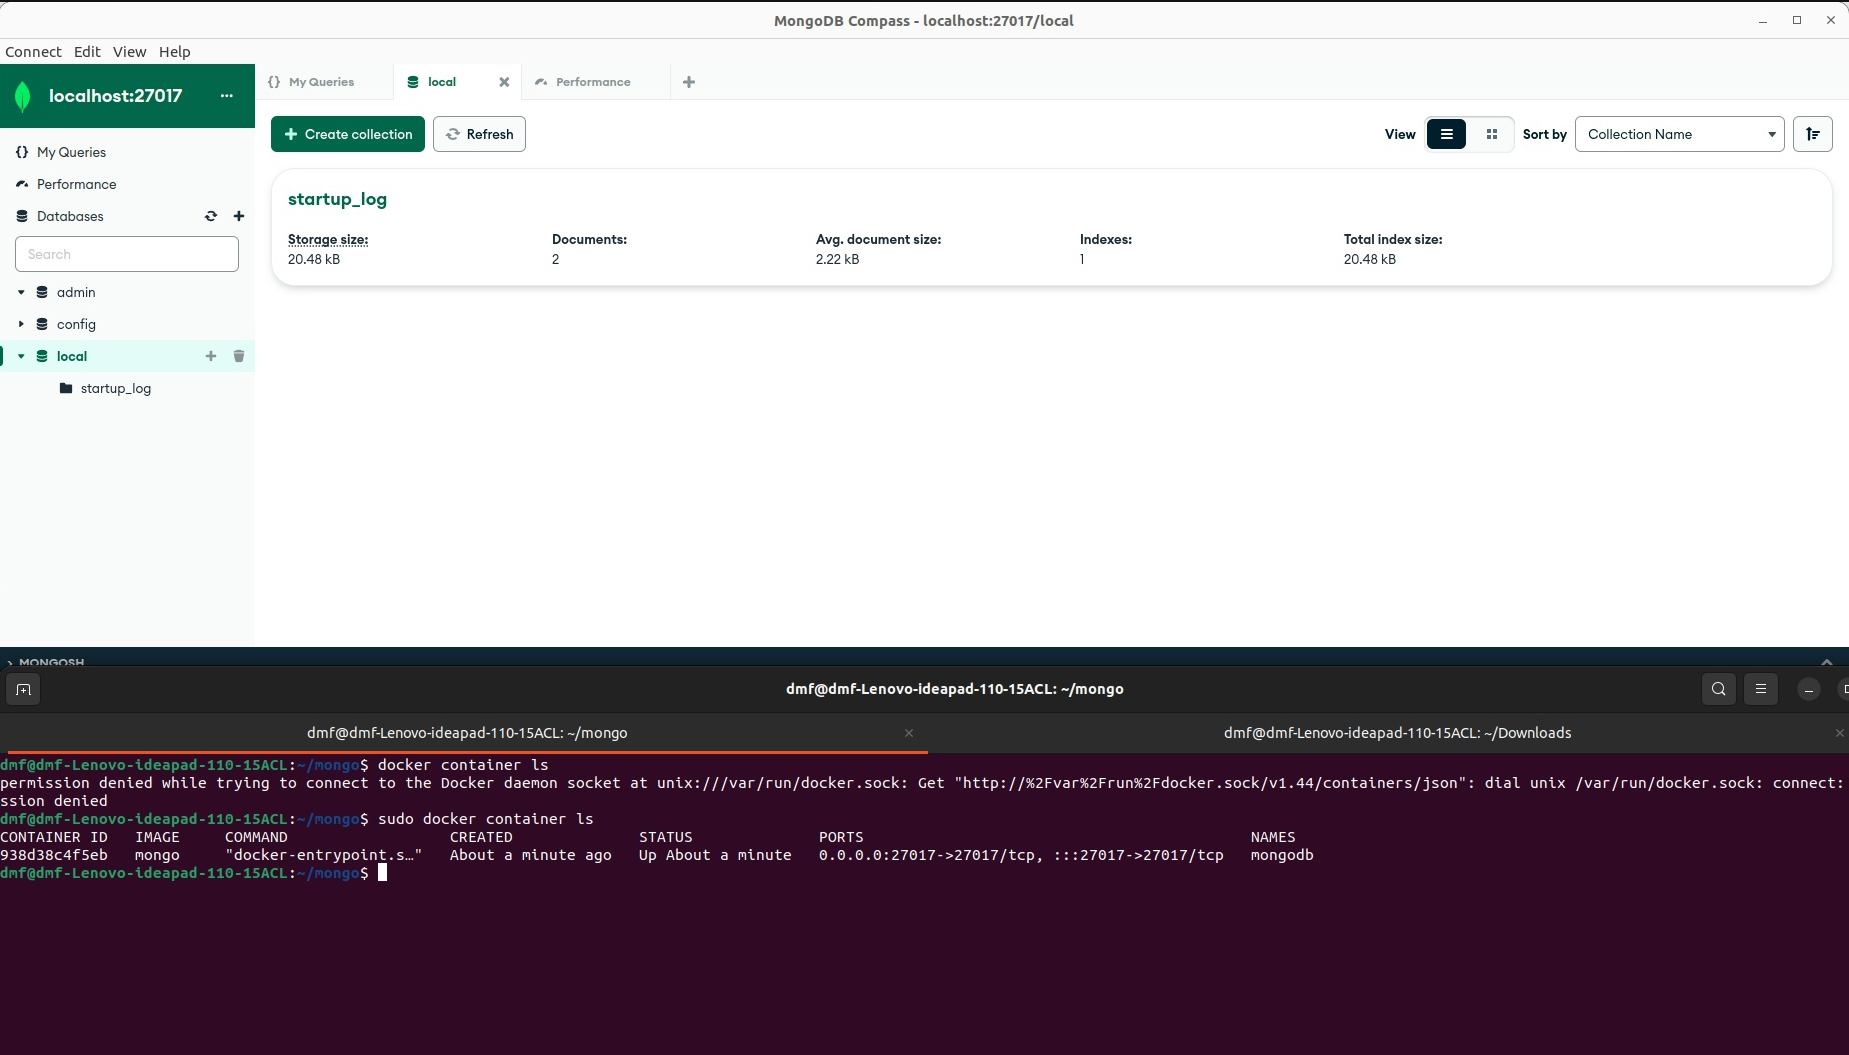 MongoDB Compass - localhost:27017/local
Connect Edit View Help
localhost:27017 ...
{} My Queries
local
Performance
{} My Queries
Performance
Databases
Search
admin
config
local
startup_log
Create collection
Refresh
View
Sort by
Collection Name
startup_log
Storage size: Documents: Avg. document size: Indexes: Total index size:
20.48 kB 2 2.22 kB 1 20.48 kB
> MONGOSH
dmf@dmf-Lenovo-ideapad-110-15ACL: ~/mongo
dmf@dmf-Lenovo-ideapad-110-15ACL: ~/mongo
dmf@dmf-Lenovo-ideapad-110-15ACL: ~/Downloads
dmf@dmf-Lenovo-ideapad-110-15ACL:~/mongo$ docker container ls
permission denied while trying to connect to the Docker daemon socket at unix:///var/run/docker.sock: Get "http://%2Fvar%2Frun%2Fdocker.sock/v1.44/containers/json": dial unix /var/run/docker.sock: connect:
ssion denied
dmf@dmf-Lenovo-ideapad-110-15ACL:~/mongo$ sudo docker container ls
CONTAINER ID IMAGE COMMAND CREATED STATUS PORTS NAMES
938d38c4f5eb mongo "docker-entrypoint.s…" About a minute ago Up About a minute 0.0.0.0:27017->27017/tcp, :::27017->27017/tcp mongodb
dmf@dmf-Lenovo-ideapad-110-15ACL:~/mongo$